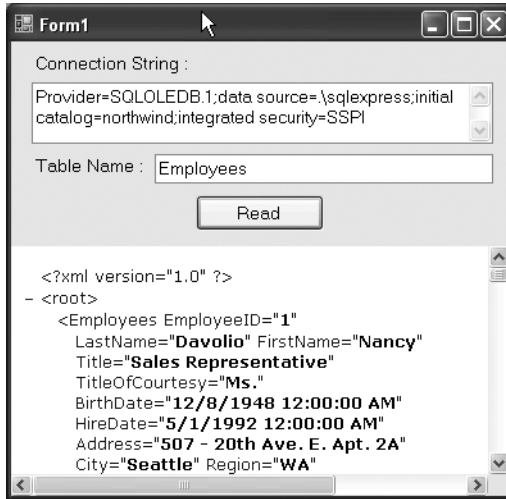 Form1
Connection String :
Provider=SQLOLEDB.1;data source=.\sqlexpress;initial
catalog=northwind;integrated security=SSPI
Table Name : Employees
Read
<?xml version="1.0" ?>
- <root>
<Employees EmployeeID="1"
LastName="Davolio" FirstName="Nancy"
Title="Sales Representative"
TitleOfCourtesy="Ms."
BirthDate="12/8/1948 12:00:00 AM"
HireDate="5/1/1992 12:00:00 AM"
Address="507 - 20th Ave. E. Apt. 2A"
City="Seattle" Region="WA"